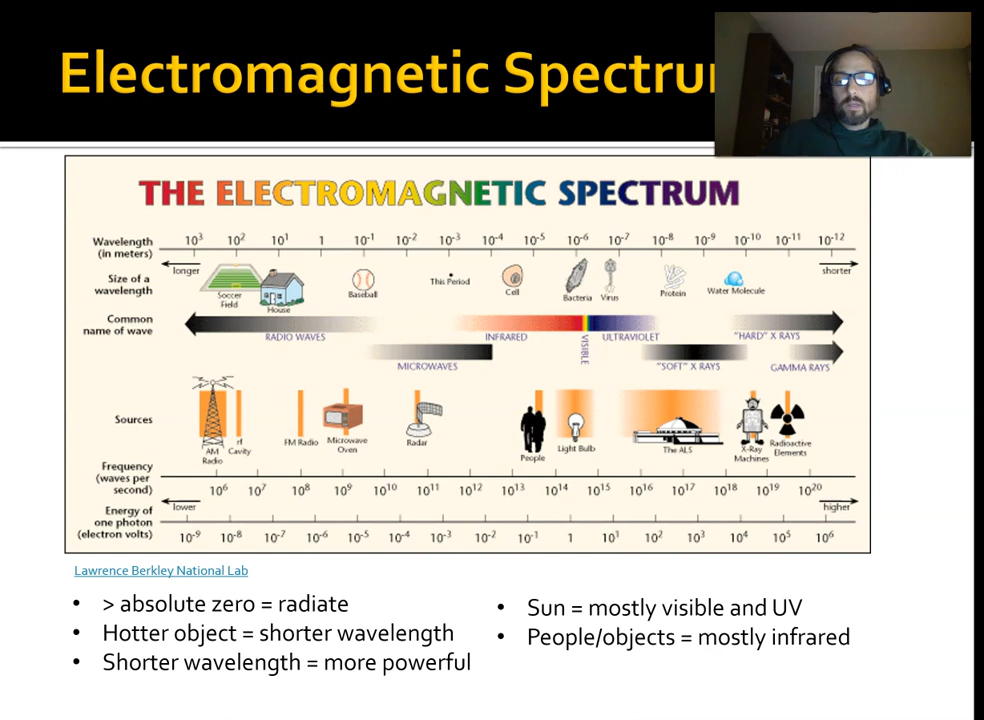 Electromagnetic Spectru
THE ELECTROMAGNETIC SPECTRUM
Wavelength
(in meters)
10³ 10² 10¹ 1 10⁻¹ 10⁻² 10⁻³ 10⁻⁴ 10⁻⁵ 10⁻⁶ 10⁻⁷ 10⁻⁸ 10⁻⁹ 10⁻¹⁰ 10⁻¹¹ 10⁻¹²
longer
shorter
Size of a
wavelength
Soccer
Field
House
Baseball
This Period
Cell
Bacteria
Virus
Protein
Water Molecule
Common
name of wave
RADIO WAVES
INFRARED
VISIBLE
ULTRAVIOLET
"HARD" X RAYS
MICROWAVES
"SOFT" X RAYS
GAMMA RAYS
Sources
AM
Radio
rf
Cavity
FM Radio
Microwave
Oven
Radar
People
Light Bulb
The ALS
X-Ray
Machines
Radioactive
Elements
Frequency
(waves per
second)
10⁶ 10⁷ 10⁸ 10⁹ 10¹⁰ 10¹¹ 10¹² 10¹³ 10¹⁴ 10¹⁵ 10¹⁶ 10¹⁷ 10¹⁸ 10¹⁹ 10²⁰
lower
higher
Energy of
one photon
(electron volts)
10⁻⁹ 10⁻⁸ 10⁻⁷ 10⁻⁶ 10⁻⁵ 10⁻⁴ 10⁻³ 10⁻² 10⁻¹ 1 10¹ 10² 10³ 10⁴ 10⁵ 10⁶
Lawrence Berkley National Lab
• > absolute zero = radiate
• Hotter object = shorter wavelength
• Shorter wavelength = more powerful
• Sun = mostly visible and UV
• People/objects = mostly infrared